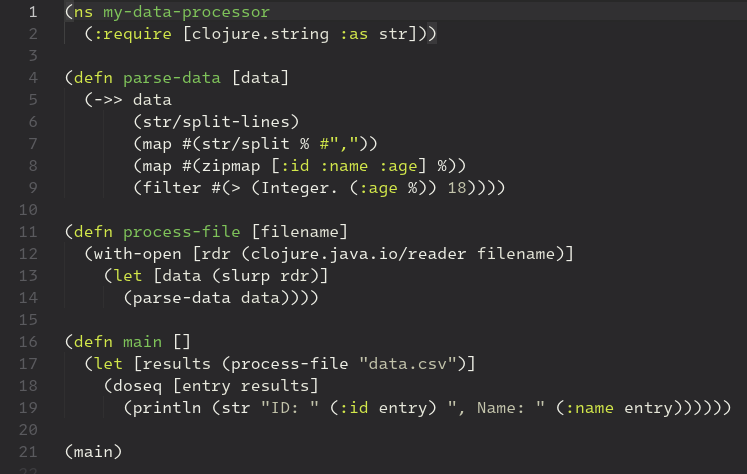 1 (ns my-data-processor
2   (:require [clojure.string :as str]))
3
4 (defn parse-data [data]
5   (->> data
6        (str/split-lines)
7        (map #(str/split % #","))
8        (map #(zipmap [:id :name :age] %))
9        (filter #(> (Integer. (:age %)) 18))))
10
11 (defn process-file [filename]
12   (with-open [rdr (clojure.java.io/reader filename)]
13     (let [data (slurp rdr)]
14       (parse-data data))))
15
16 (defn main []
17   (let [results (process-file "data.csv")]
18     (doseq [entry results]
19       (println (str "ID: " (:id entry) ", Name: " (:name entry))))))
20
21 (main)
22